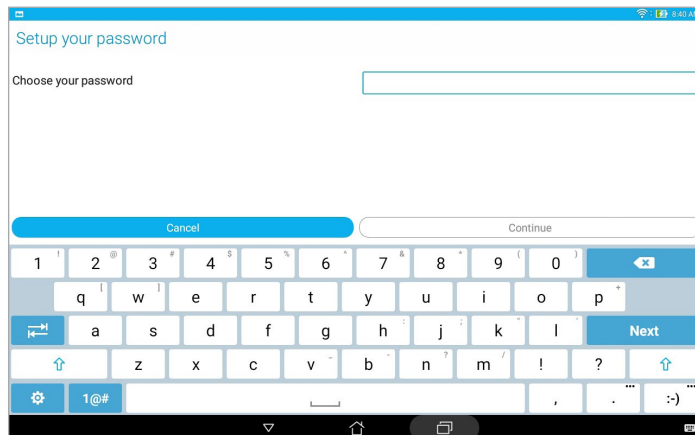 8:40 AM
Setup your password
Choose your password
Cancel
Continue
1 ! 2 @ 3 # 4 $ 5 % 6 ^ 7 & 8 * 9 ( 0 )
q [ w ] e r t y u i o p +
a s d f g h : j ; k " l ' Next
z x c v - b - n ? m / ! ?
1@# , . ••• :-) •••